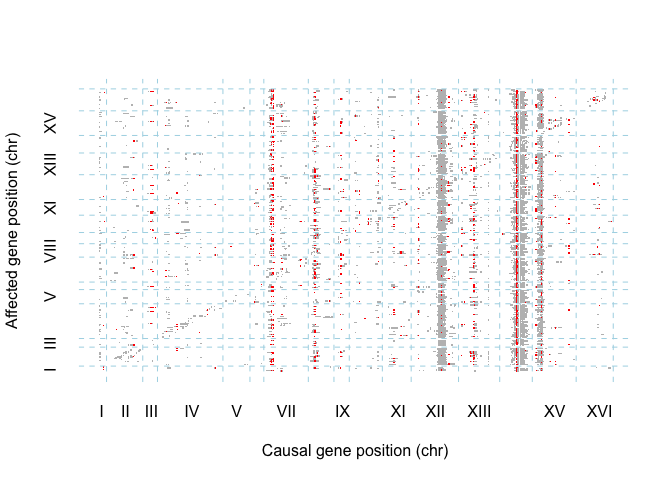 Affected gene position (chr)
XV
XIII
XI
VIII
V
III
I
I II III IV V VII IX XI XII XIII XV XVI
Causal gene position (chr)